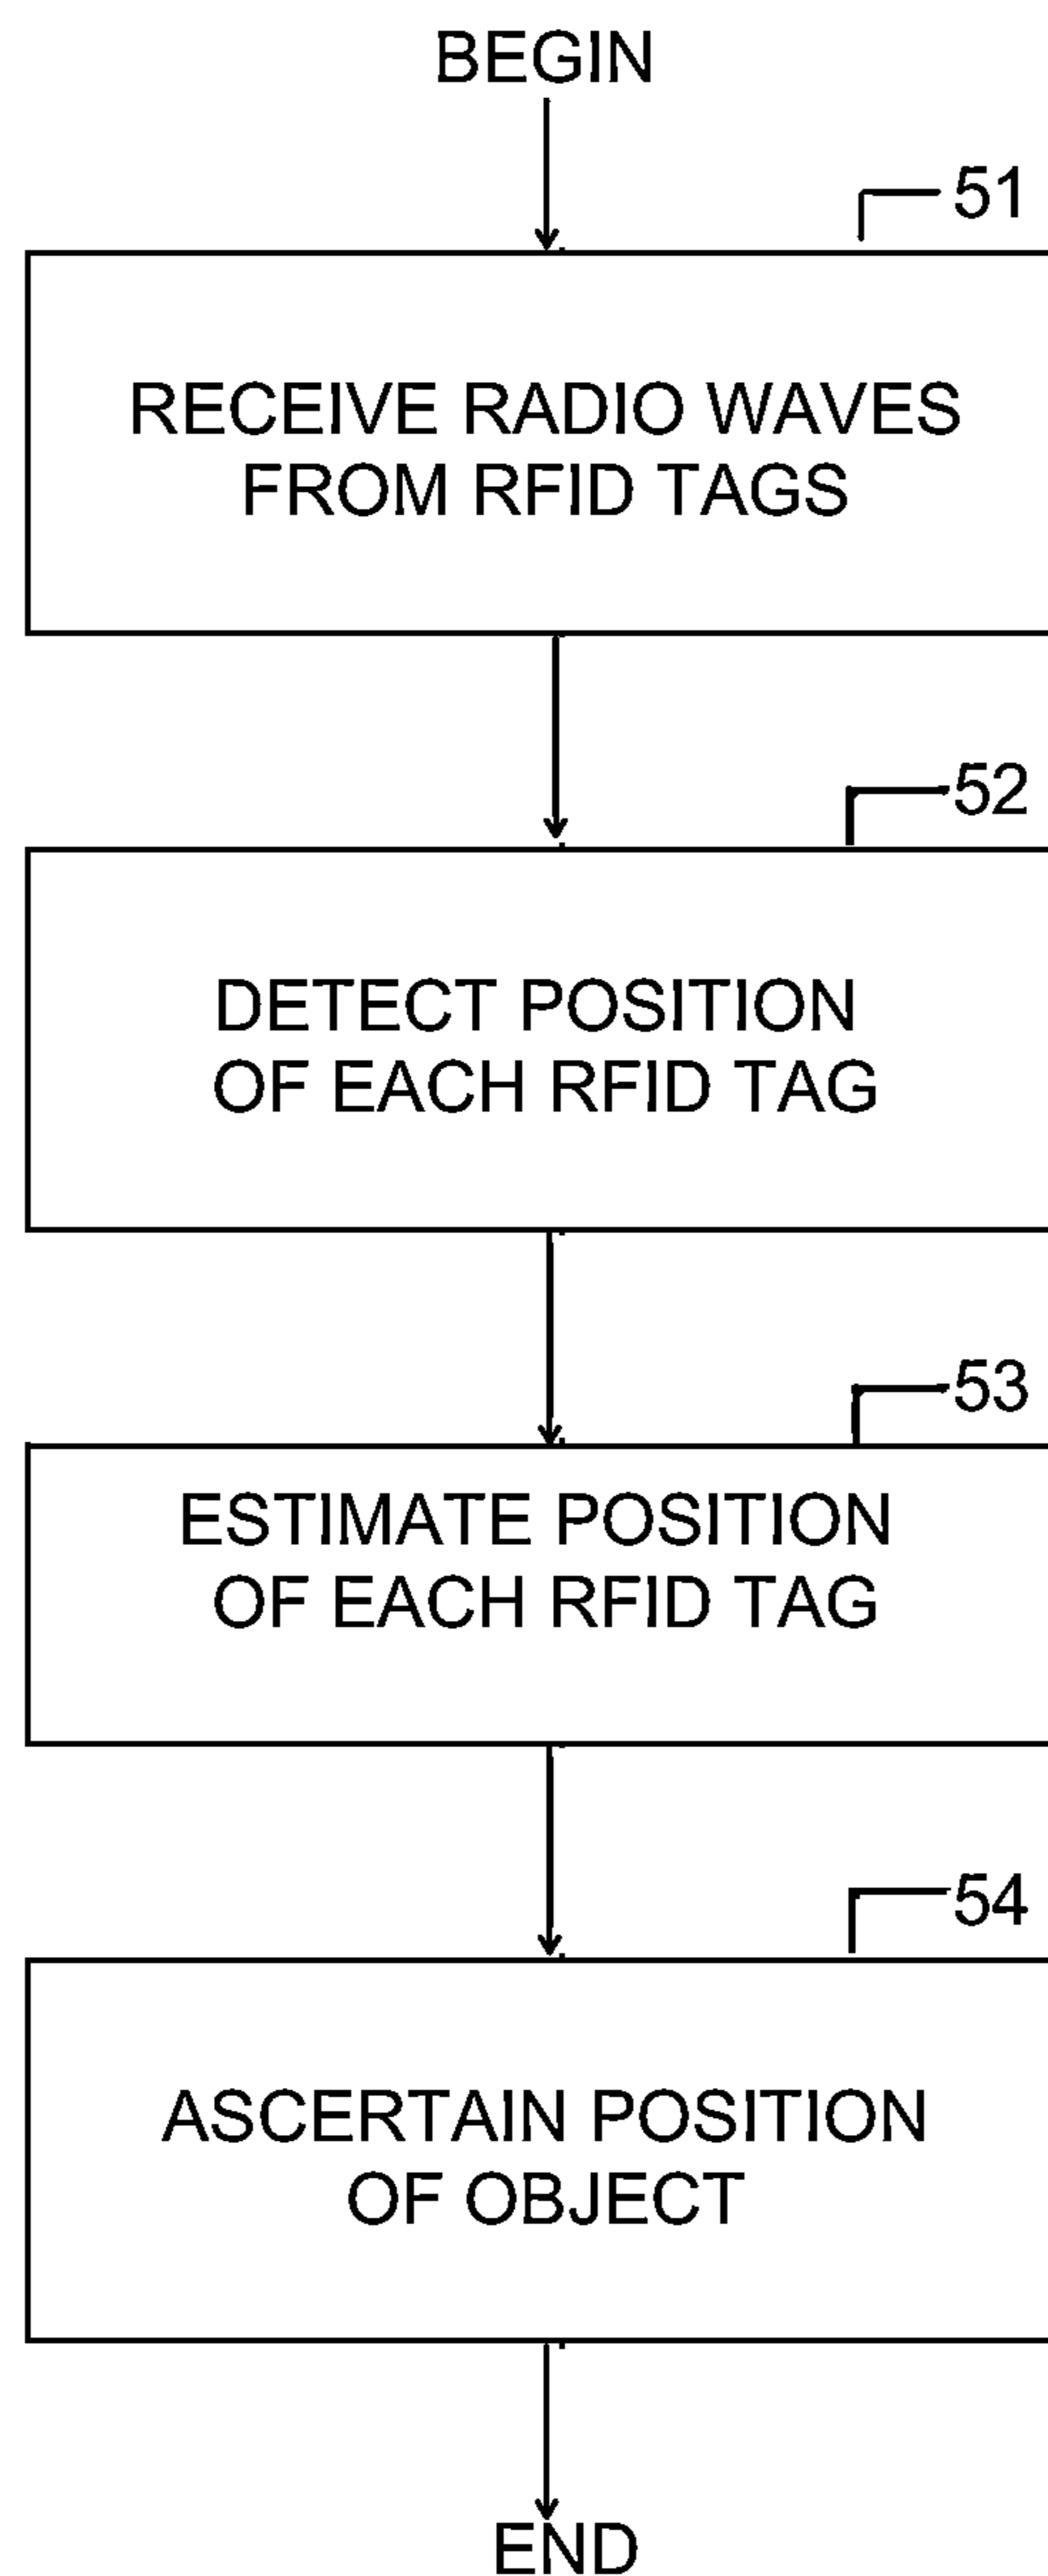 BEGIN
51
RECEIVE RADIO WAVES
FROM RFID TAGS
52
DETECT POSITION
OF EACH RFID TAG
53
ESTIMATE POSITION
OF EACH RFID TAG
54
ASCERTAIN POSITION
OF OBJECT
END